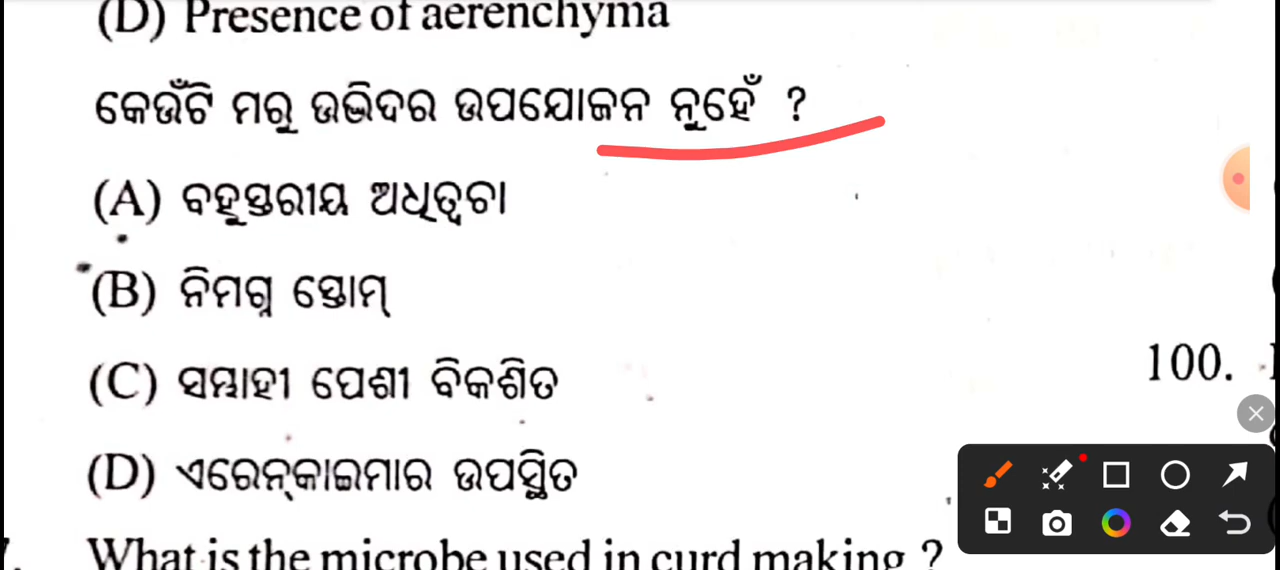 (D) Presence of aerenchyma
କେଉଁଟି ମରୁ ଉଦ୍ଭିଦର ଉପଯୋଜନ ନୁହେଁ ?
(A) ବହୁସ୍ତରୀୟ ଅଧିତ୍ୱଚା
(B) ନିମଗ୍ନ ସ୍ତୋମ୍
(C) ସମ୍ଭାହୀ ପେଶୀ ବିକଶିତ
100.
(D) ଏରେନ୍‌କାଇମାର ଉପସ୍ଥିତ
What is the microbe used in curd making ?